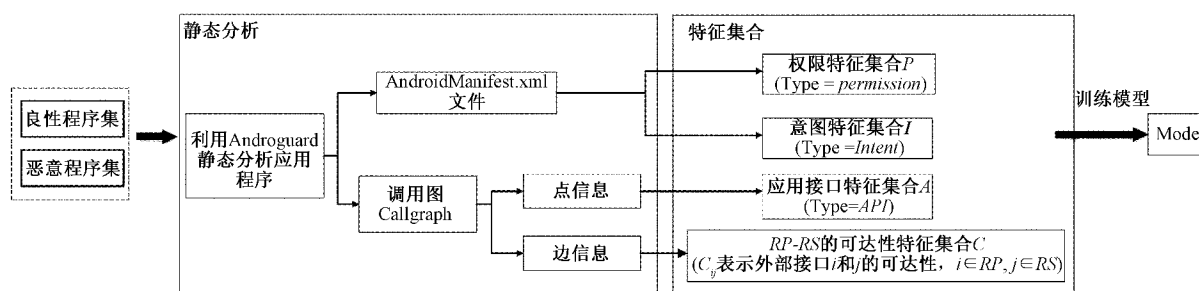 良性程序集
恶意程序集
静态分析
利用Androguard
静态分析应用
程序
AndroidManifest.xml
文件
调用图
Callgraph
点信息
边信息
特征集合
权限特征集合P
(Type = permission)
意图特征集合I
(Type =Intent)
应用接口特征集合A
(Type=API)
RP-RS的可达性特征集合C
(Cij表示外部接口i和j的可达性，i∈RP, j∈RS)
训练模型
Mode